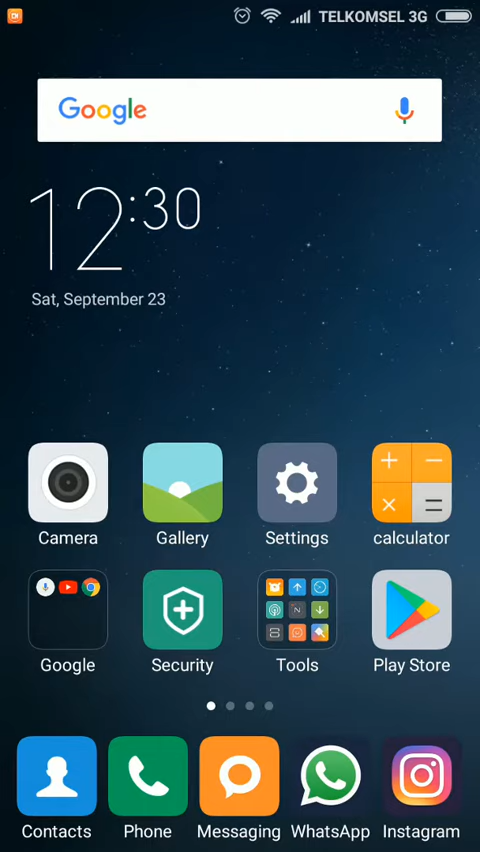 TELKOMSEL 3G
Google
12:30
Sat, September 23
Camera
Gallery
Settings
calculator
Google
Security
Tools
Play Store
Contacts
Phone
Messaging
WhatsApp
Instagram